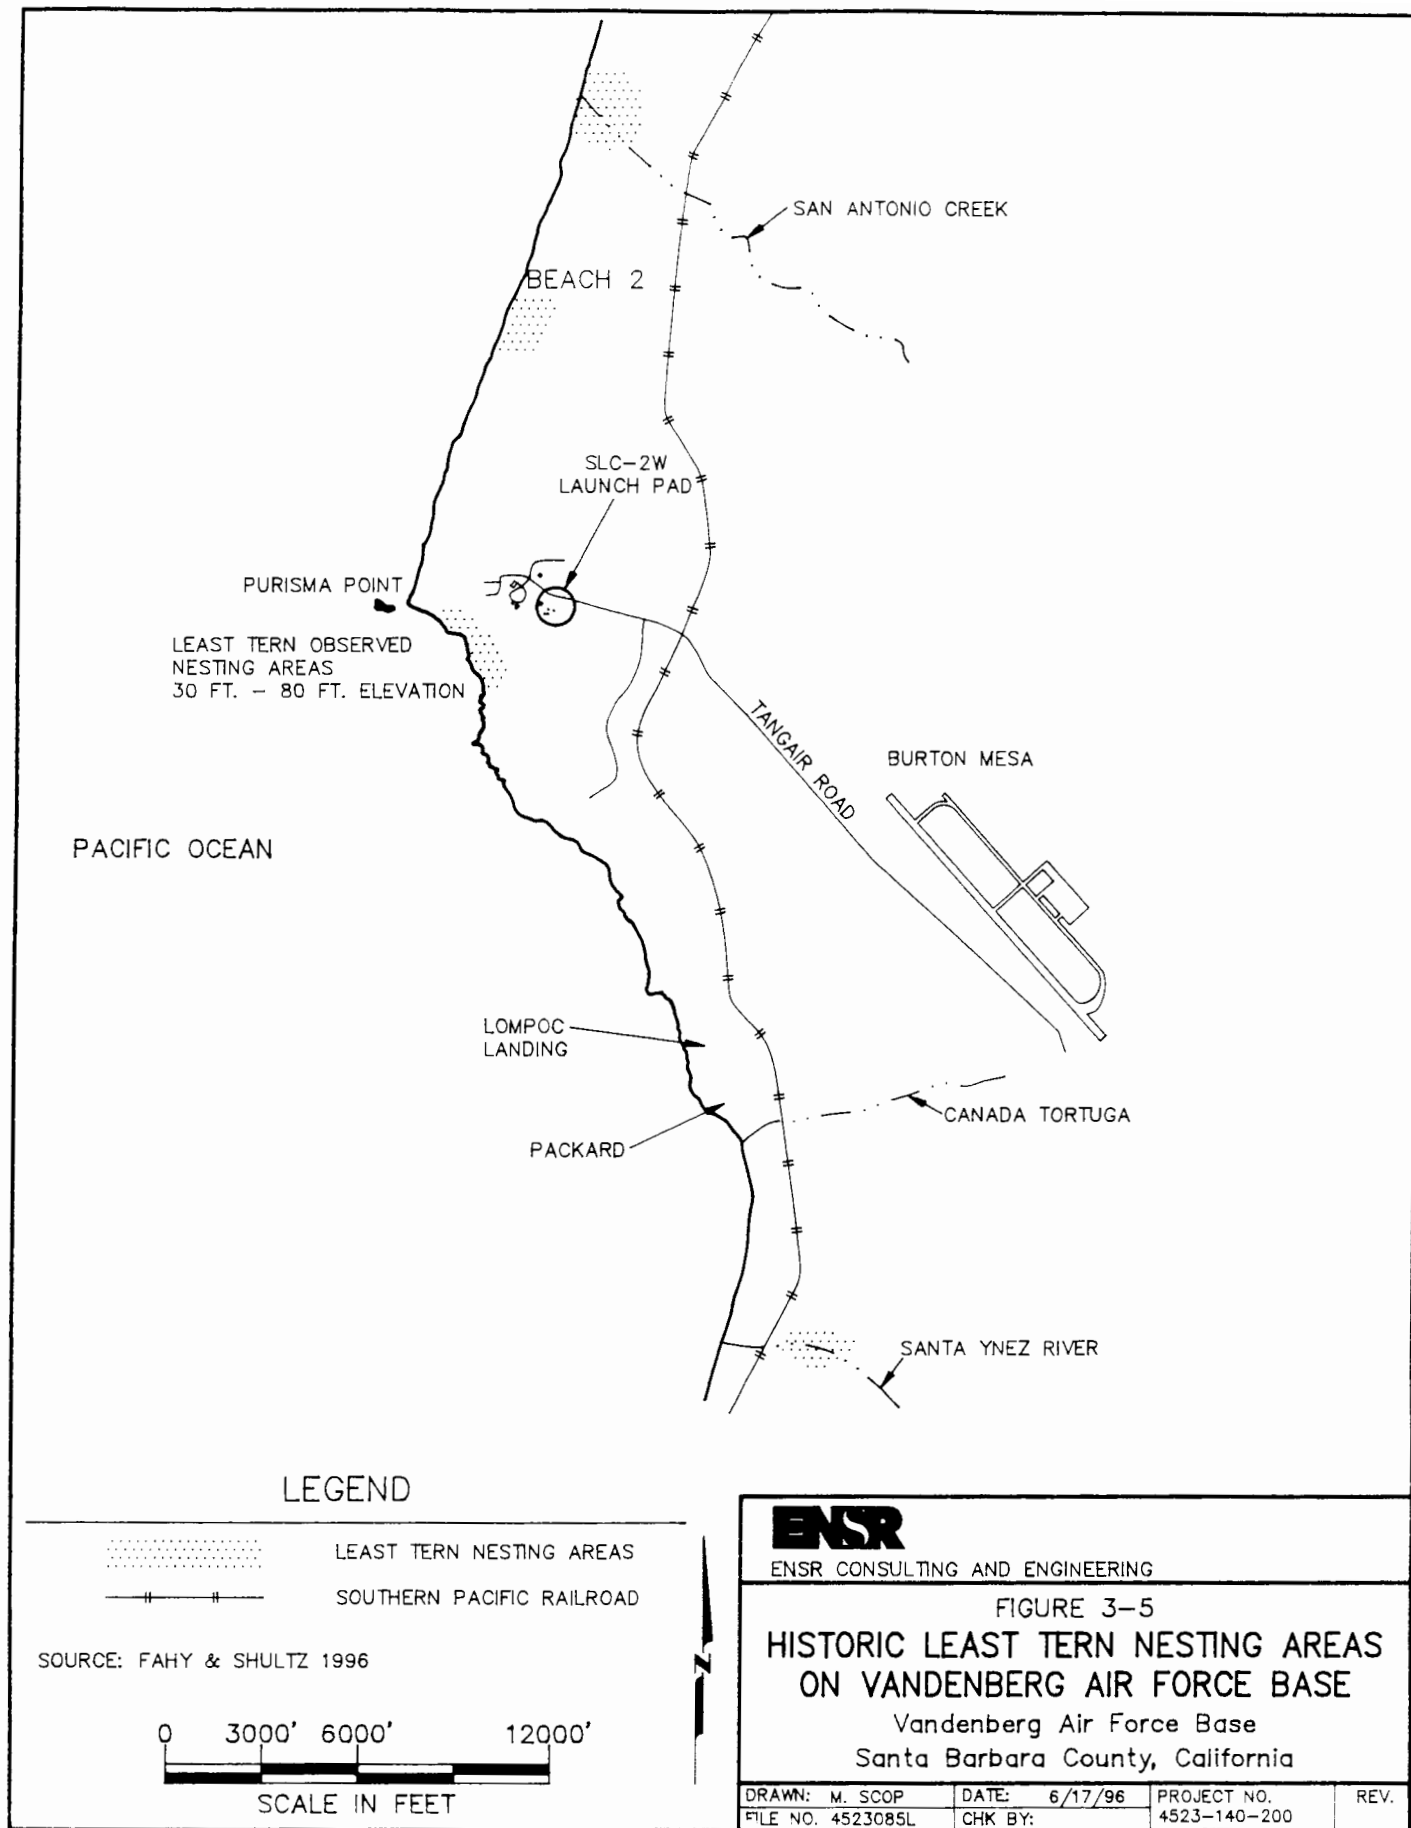 SAN ANTONIO CREEK
BEACH 2
SLC-2W
LAUNCH PAD
PURISMA POINT
LEAST TERN OBSERVED
NESTING AREAS
30 FT. - 80 FT. ELEVATION
TANGAIR ROAD
BURTON MESA
PACIFIC OCEAN
LOMPOC
LANDING
PACKARD
CANADA TORTUGA
SANTA YNEZ RIVER
LEGEND
LEAST TERN NESTING AREAS
SOUTHERN PACIFIC RAILROAD
SOURCE: FAHY & SHULTZ 1996
N
0 3000' 6000' 12000'
SCALE IN FEET
ENSR
ENSR CONSULTING AND ENGINEERING
FIGURE 3-5
HISTORIC LEAST TERN NESTING AREAS
ON VANDENBERG AIR FORCE BASE
Vandenberg Air Force Base
Santa Barbara County, California
DRAWN: M. SCOP DATE: 6/17/96 PROJECT NO. REV.
FILE NO. 4523085L CHK BY: 4523-140-200